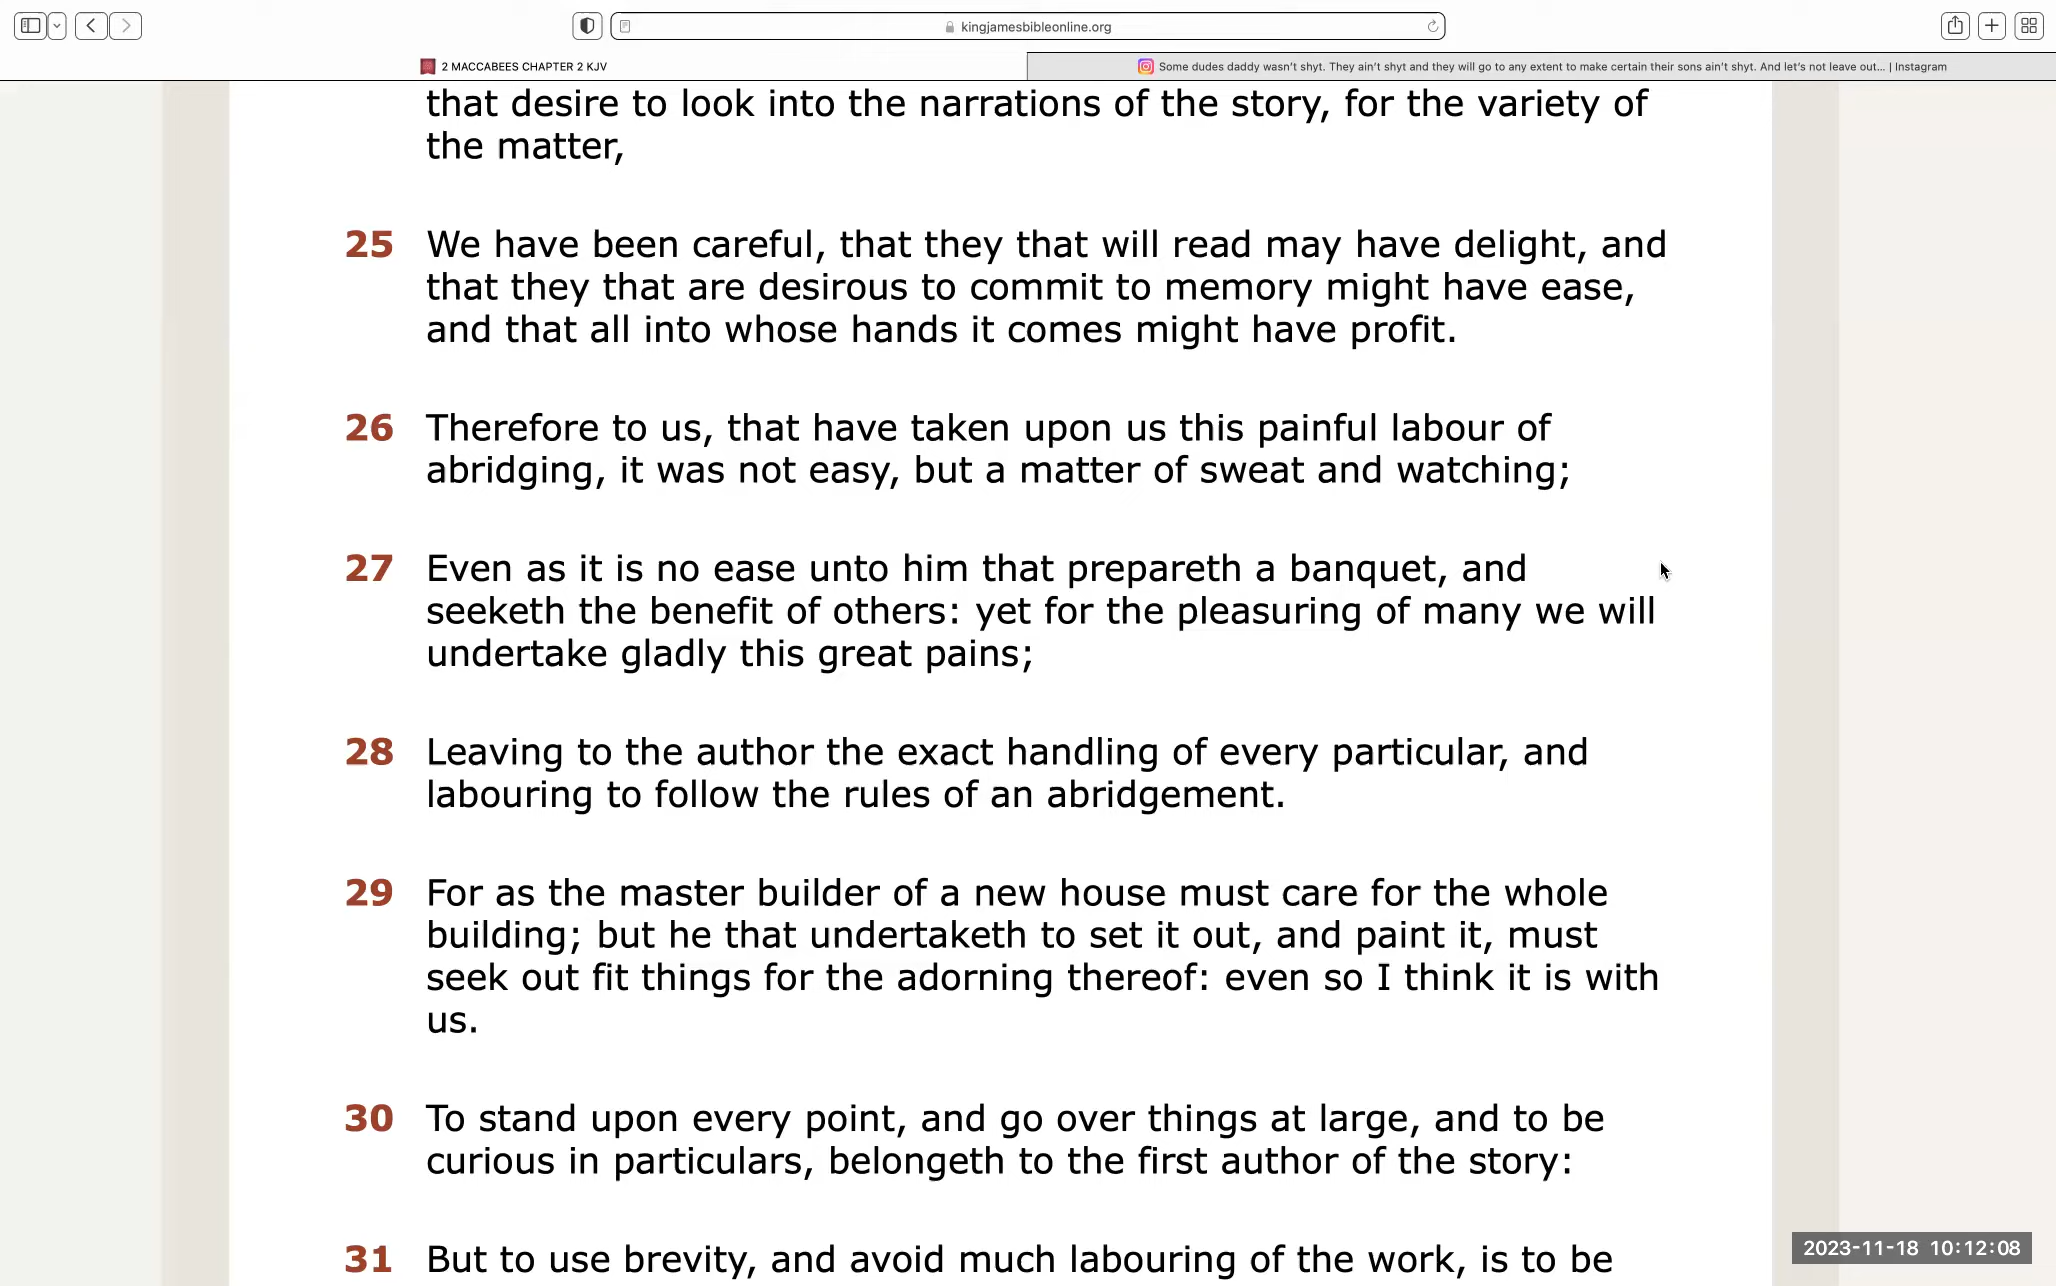 kingjamesbibleonline.org
2 MACCABEES CHAPTER 2 KJV
Some dudes daddy wasn't shyt. They ain't shyt and they will go to any extent to make certain their sons ain't shyt. And let's not leave out... | Instagram
that desire to look into the narrations of the story, for the variety of
the matter,
25 We have been careful, that they that will read may have delight, and
that they that are desirous to commit to memory might have ease,
and that all into whose hands it comes might have profit.
26 Therefore to us, that have taken upon us this painful labour of
abridging, it was not easy, but a matter of sweat and watching;
27 Even as it is no ease unto him that prepareth a banquet, and
seeketh the benefit of others: yet for the pleasuring of many we will
undertake gladly this great pains;
28 Leaving to the author the exact handling of every particular, and
labouring to follow the rules of an abridgement.
29 For as the master builder of a new house must care for the whole
building; but he that undertaketh to set it out, and paint it, must
seek out fit things for the adorning thereof: even so I think it is with
us.
30 To stand upon every point, and go over things at large, and to be
curious in particulars, belongeth to the first author of the story:
31 But to use brevity, and avoid much labouring of the work, is to be
2023-11-18 10:12:08